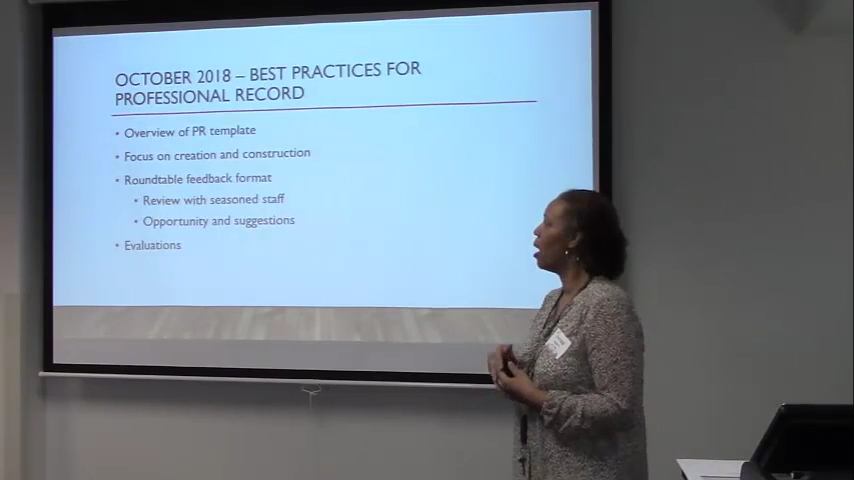 OCTOBER 2018 – BEST PRACTICES FOR
PROFESSIONAL RECORD
• Overview of PR template
• Focus on creation and construction
• Roundtable feedback format
• Review with seasoned staff
• Opportunity and suggestions
• Evaluations